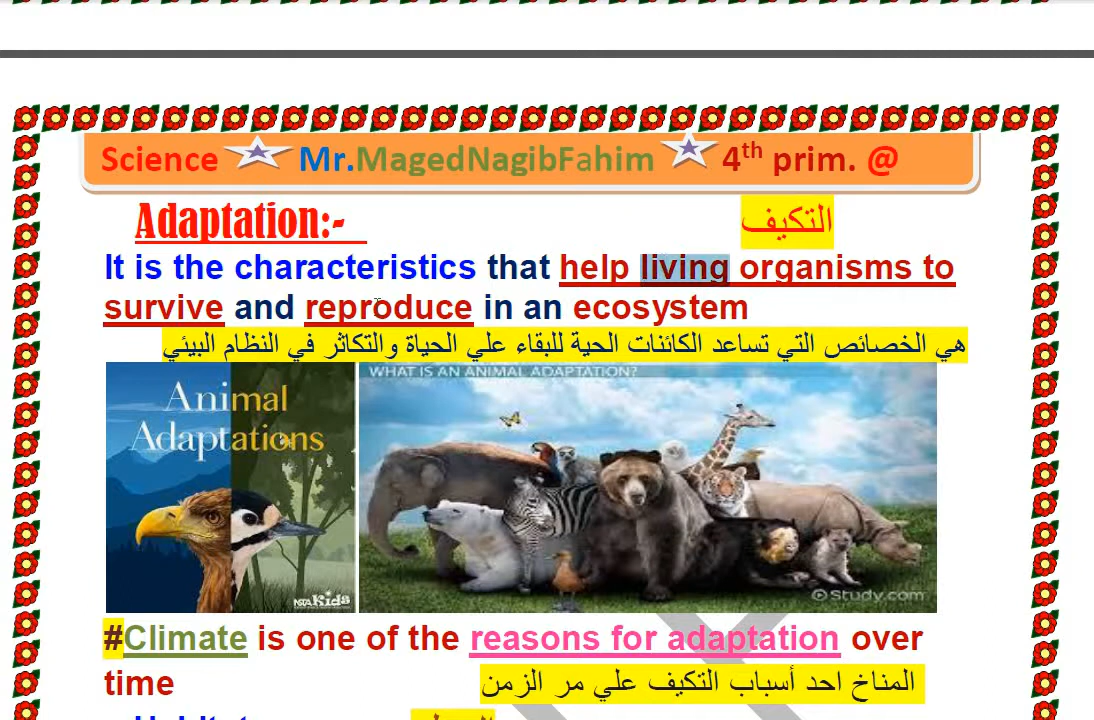 Science Mr.MagedNagibFahim 4th prim. @
Adaptation:- التكيف
It is the characteristics that help living organisms to
survive and reproduce in an ecosystem
هي الخصائص التي تساعد الكائنات الحية للبقاء علي الحياة والتكاثر في النظام البيئي
WHAT IS AN ANIMAL ADAPTATION?
Animal
Adaptations
NSTA Kids
Study.com
#Climate is one of the reasons for adaptation over
time المناخ احد أسباب التكيف علي مر الزمن